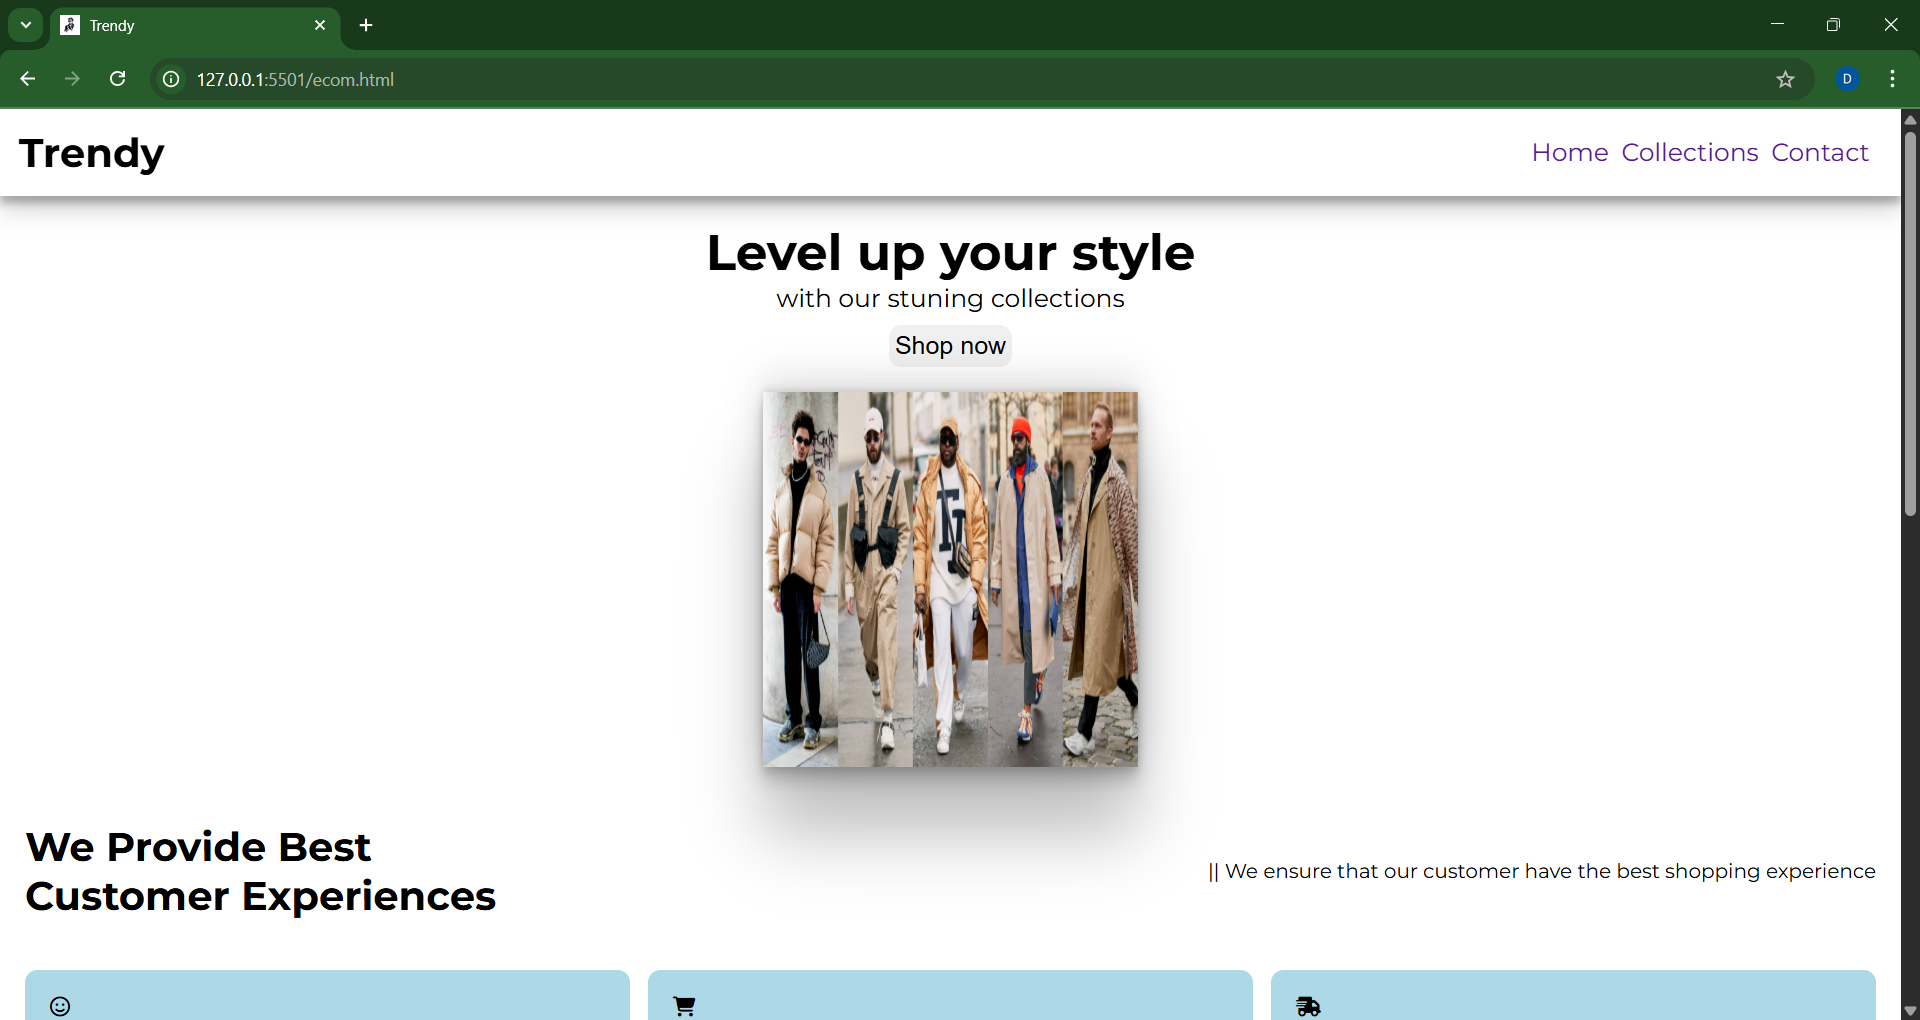 Trendy
127.0.0.1:5501/ecom.html
D
Trendy
Home Collections Contact
Level up your style
with our stuning collections
Shop now
We Provide Best
Customer Experiences
|| We ensure that our customer have the best shopping experience